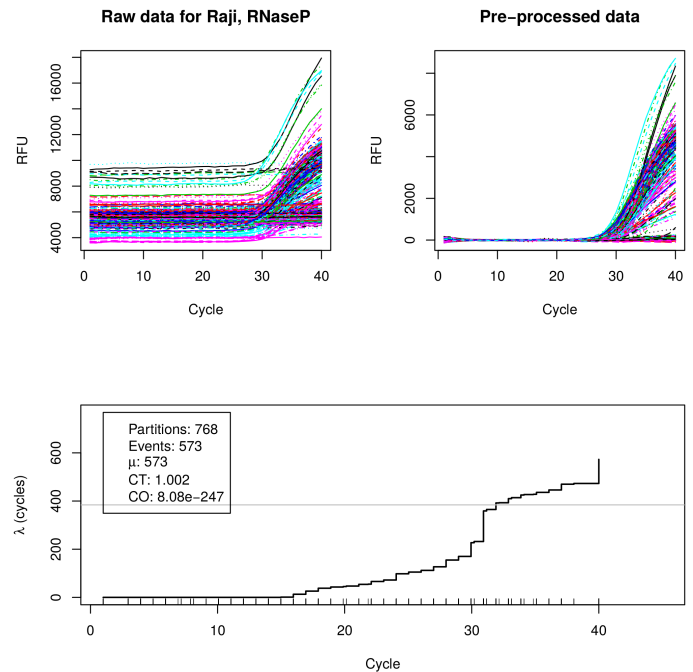 Raw data for Raji, RNaseP
Pre−processed data
RFU
4000
8000
12000
16000
0
10
20
30
40
Cycle
RFU
0
2000
6000
0
10
20
30
40
Cycle
Partitions: 768
Events: 573
μ: 573
CT: 1.002
CO: 8.08e−247
λ (cycles)
0
200
400
600
0
10
20
30
40
Cycle